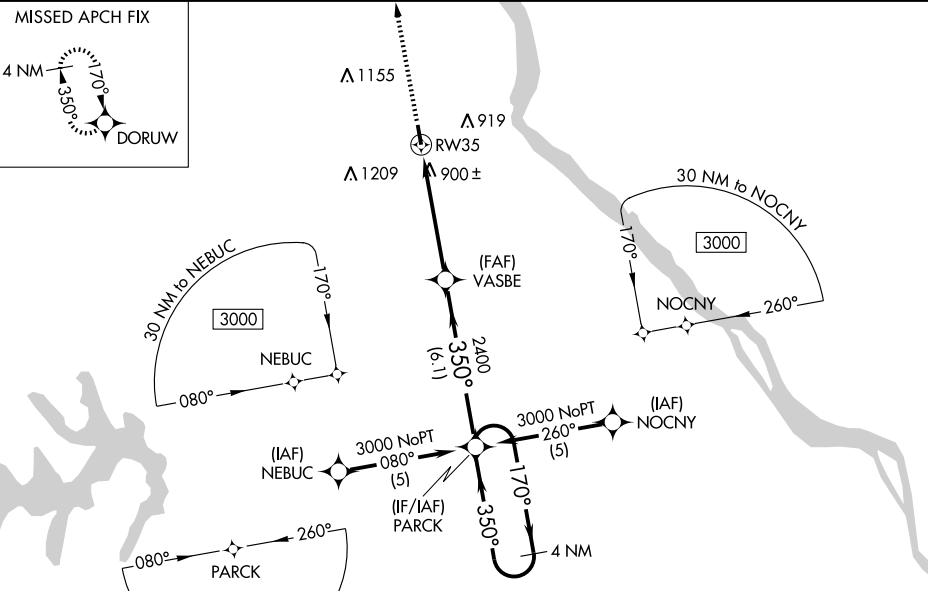 MISSED APCH FIX
4 NM
170°
350°
DORUW
1155
919
RW35
1209
900 ±
30 NM to NOCNY
3000
170°
NOCNY
260°
(FAF)
VASBE
30 NM to NEBUC
170°
3000
NEBUC
080°
2400
350°
(6.1)
3000 NoPT
260°
(5)
(IAF)
NOCNY
3000 NoPT
080°
(5)
(IAF)
NEBUC
(IF/IAF)
PARCK
170°
350°
4 NM
080°
260°
PARCK